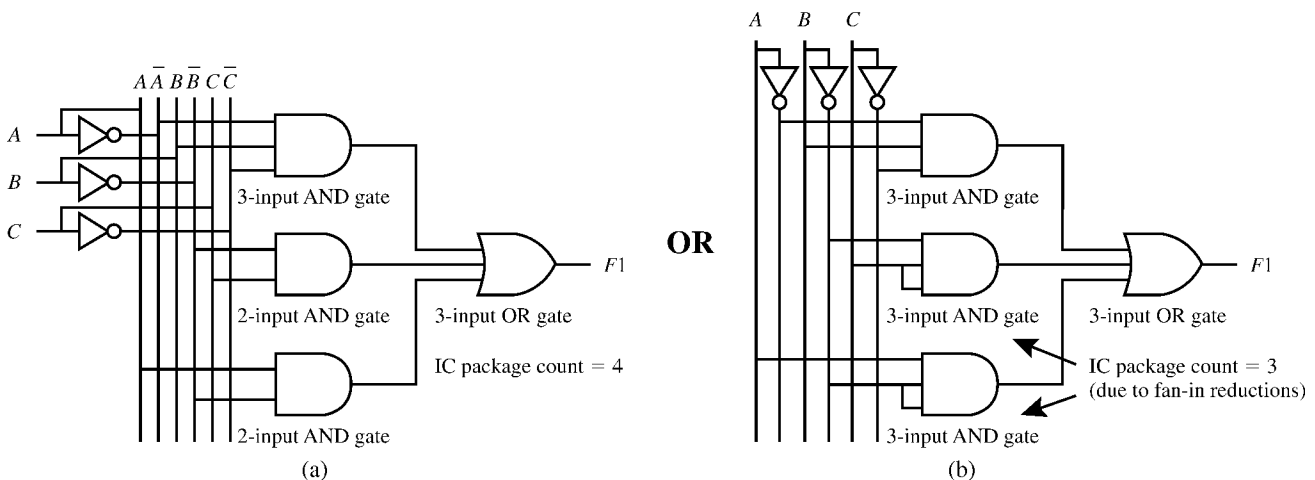 A A̅ B B̅ C C̅
A
B
C
3-input AND gate
2-input AND gate
3-input OR gate
F1
IC package count = 4
2-input AND gate
(a)
OR
A B C
3-input AND gate
3-input AND gate
3-input OR gate
F1
IC package count = 3
(due to fan-in reductions)
3-input AND gate
(b)